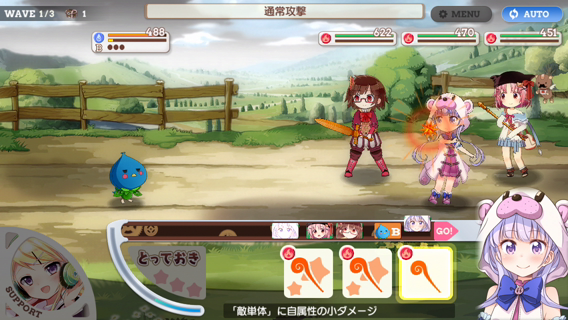 WAVE 1/3
1
通常攻撃
MENU
AUTO
488
622
470
451
B
B
GO!
とっておき
SUPPORT
「敵単体」に自属性の小ダメージ